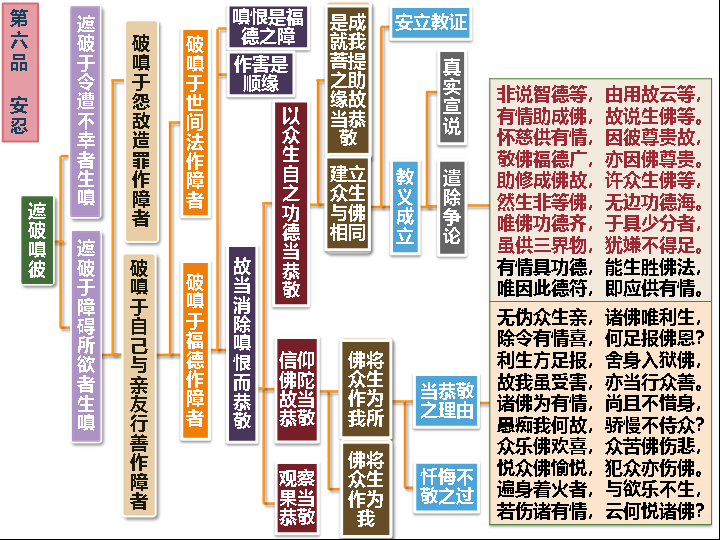 第六品 安忍
遮破嗔彼
遮破于令遭不幸者生嗔
遮破于障碍所欲者生嗔
破嗔于怨敌造罪作障者
破嗔于自己与亲友行善作障者
破嗔于世间法作障者
破嗔于福德作障者
嗔恨是福
德之障
作害是
顺缘
故当消除嗔恨而恭敬
以众生自之功德当恭敬
信仰
佛陀
故当
恭敬
观察
果当
恭敬
是成
就我
菩提
之助
缘故
当恭
敬
建立
众生
与佛
相同
佛将
众生
作为
我所
佛将
众生
作为
我
安立教证
教义成立
真实宣说
遣除争论
当恭敬
之理由
忏悔不
敬之过
非说智德等，由用故云等，
有情助成佛，故说生佛等。
怀慈供有情，因彼尊贵故，
敬佛福德广，亦因佛尊贵。
助修成佛故，许众生佛等，
然生非等佛，无边功德海。
唯佛功德齐，于具少分者，
虽供三界物，犹嫌不得足。
有情具功德，能生胜佛法，
唯因此德符，即应供有情。
无伪众生亲，诸佛唯利生，
除令有情喜，何足报佛恩？
利生方足报，舍身入狱佛，
故我虽受害，亦当行众善。
诸佛为有情，尚且不惜身，
愚痴我何故，骄慢不侍众？
众乐佛欢喜，众苦佛伤悲，
悦众佛愉悦，犯众亦伤佛。
遍身着火者，与欲乐不生，
若伤诸有情，云何悦诸佛？